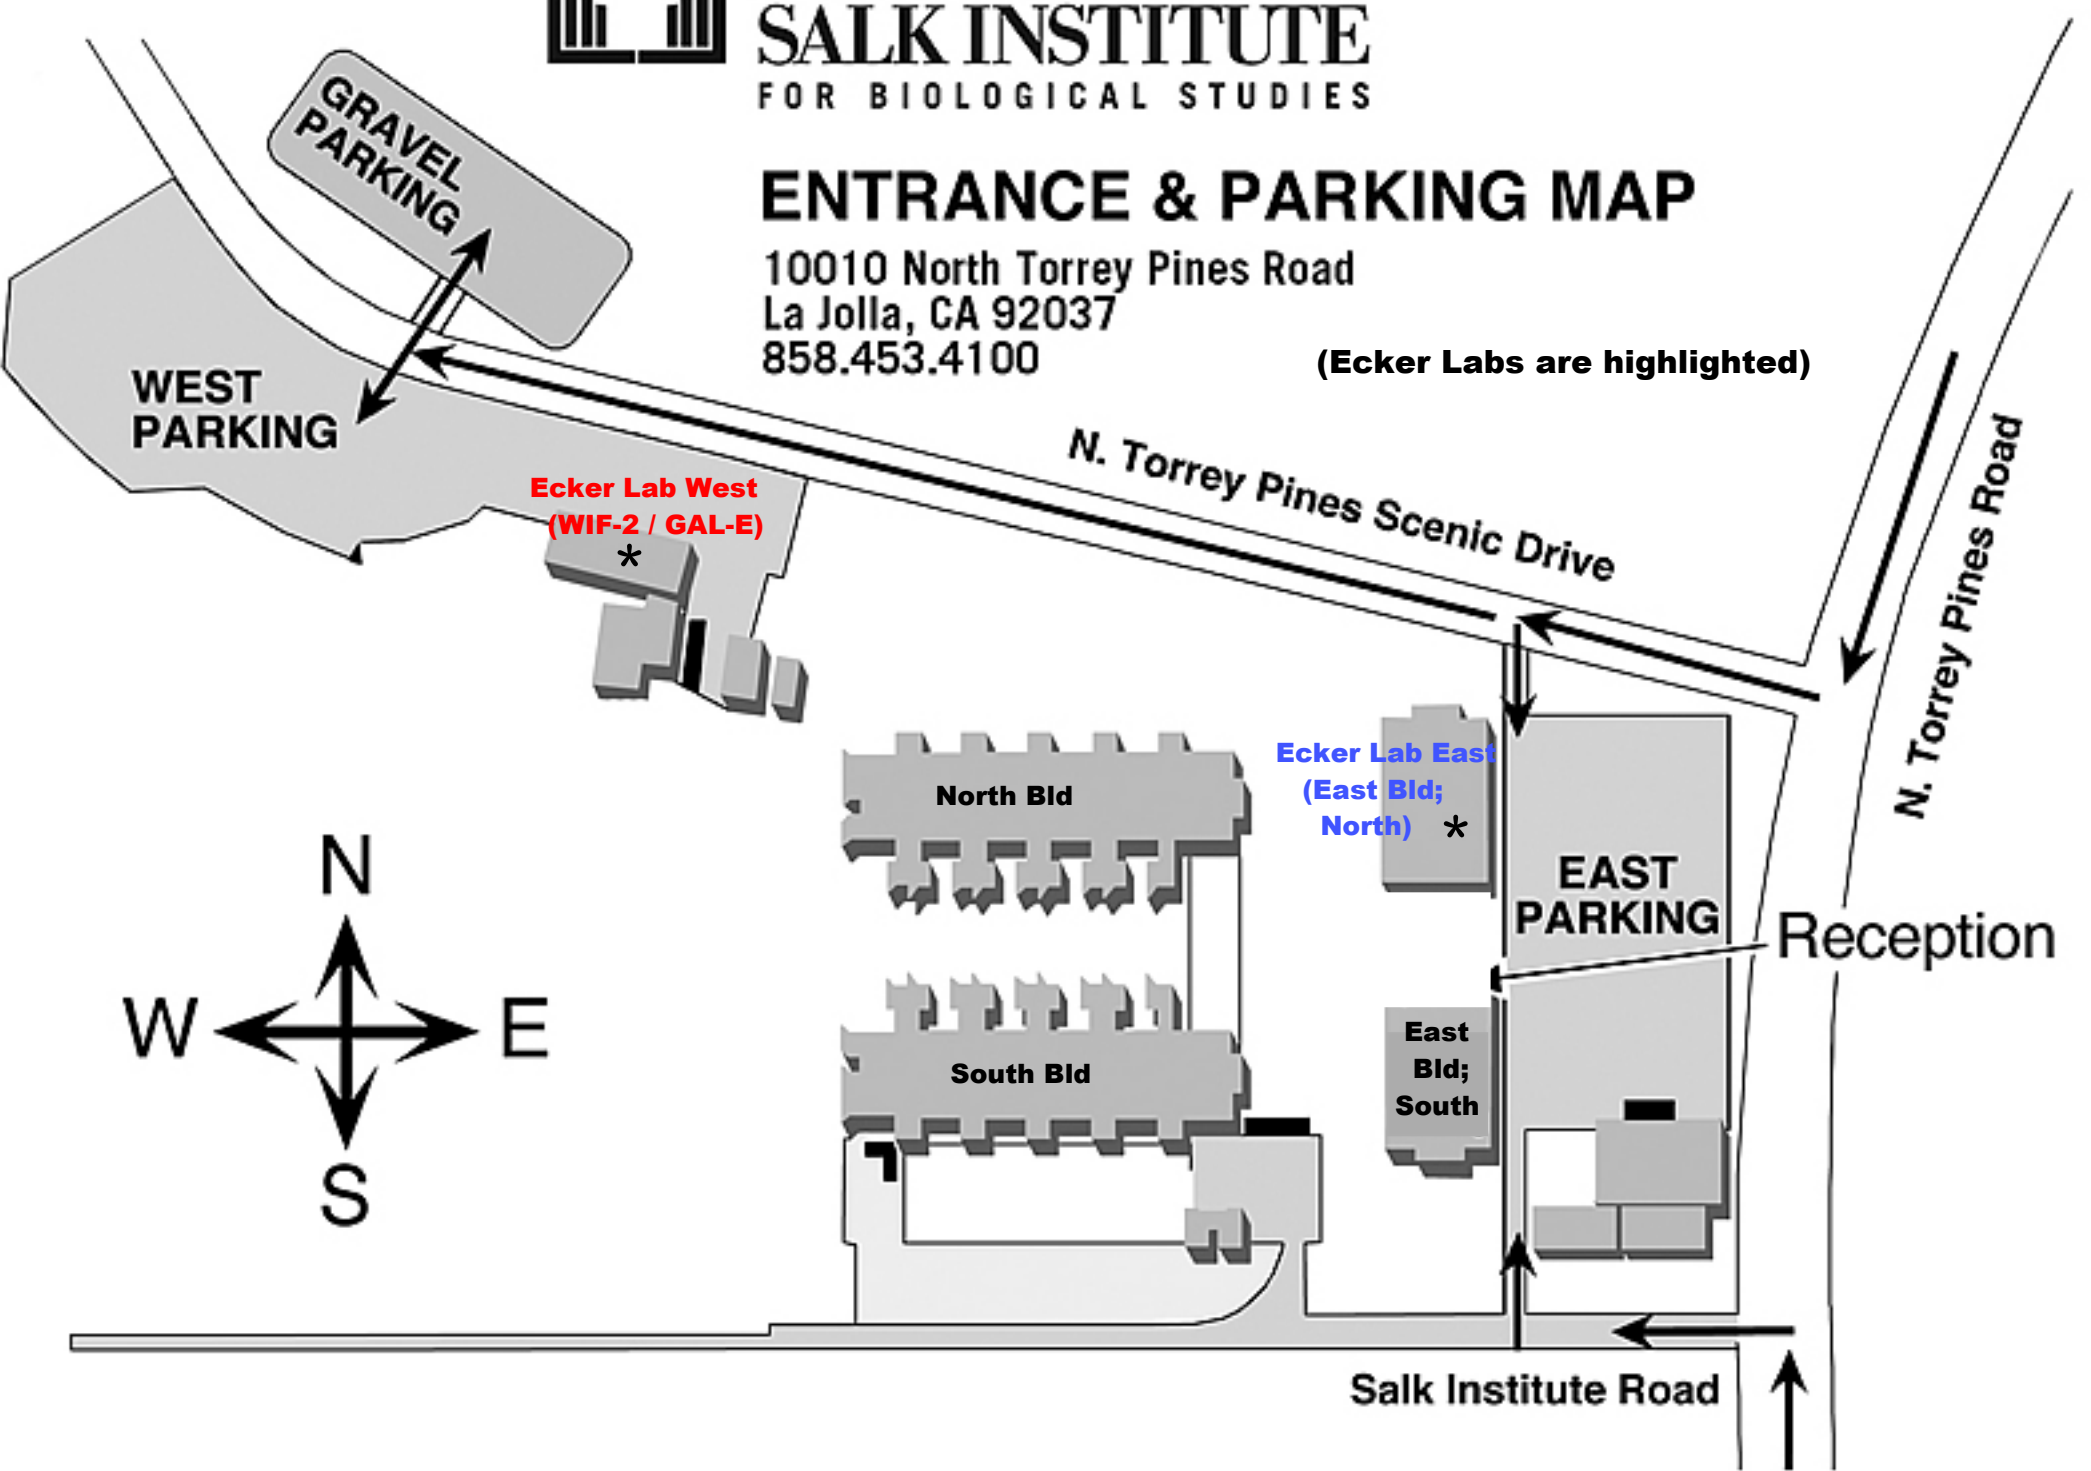 SALK INSTITUTE
FOR BIOLOGICAL STUDIES
ENTRANCE & PARKING MAP
10010 North Torrey Pines Road
La Jolla, CA 92037
858.453.4100
(Ecker Labs are highlighted)
GRAVEL
PARKING
WEST
PARKING
N. Torrey Pines Scenic Drive
N. Torrey Pines Road
Ecker Lab West
(WIF-2 / GAL-E)
*
North Bld
Ecker Lab East
(East Bld;
North) *
EAST
PARKING
Reception
N
W E
S
South Bld
East
Bld;
South
Salk Institute Road